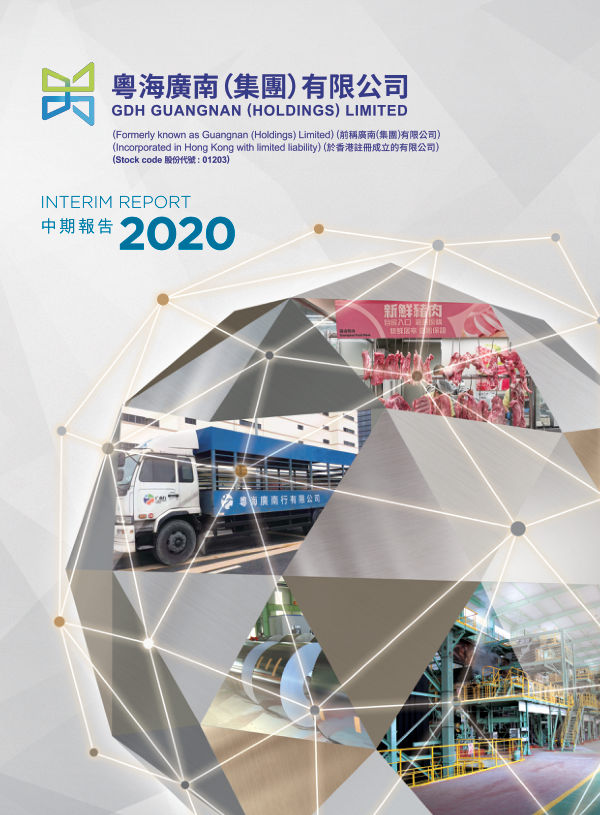 粵海廣南(集團)有限公司
GDH GUANGNAN (HOLDINGS) LIMITED
(Formerly known as Guangnan (Holdings) Limited) (前稱廣南(集團)有限公司)
(Incorporated in Hong Kong with limited liability) (於香港註冊成立的有限公司)
(Stock code 股份代號 : 01203)
INTERIM REPORT
中期報告 2020
新鮮豬肉
粵海廣南行有限公司